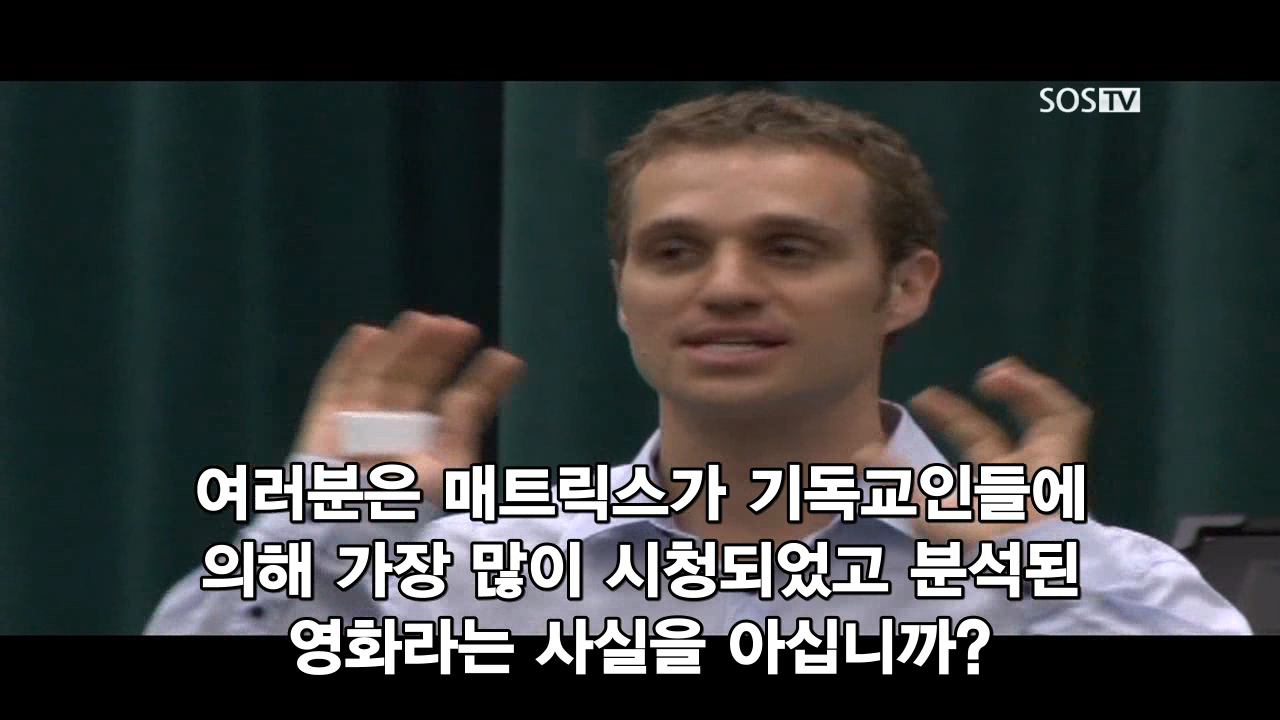 SOSTV
여러분은 매트릭스가 기독교인들에
의해 가장 많이 시청되었고 분석된
영화라는 사실을 아십니까?